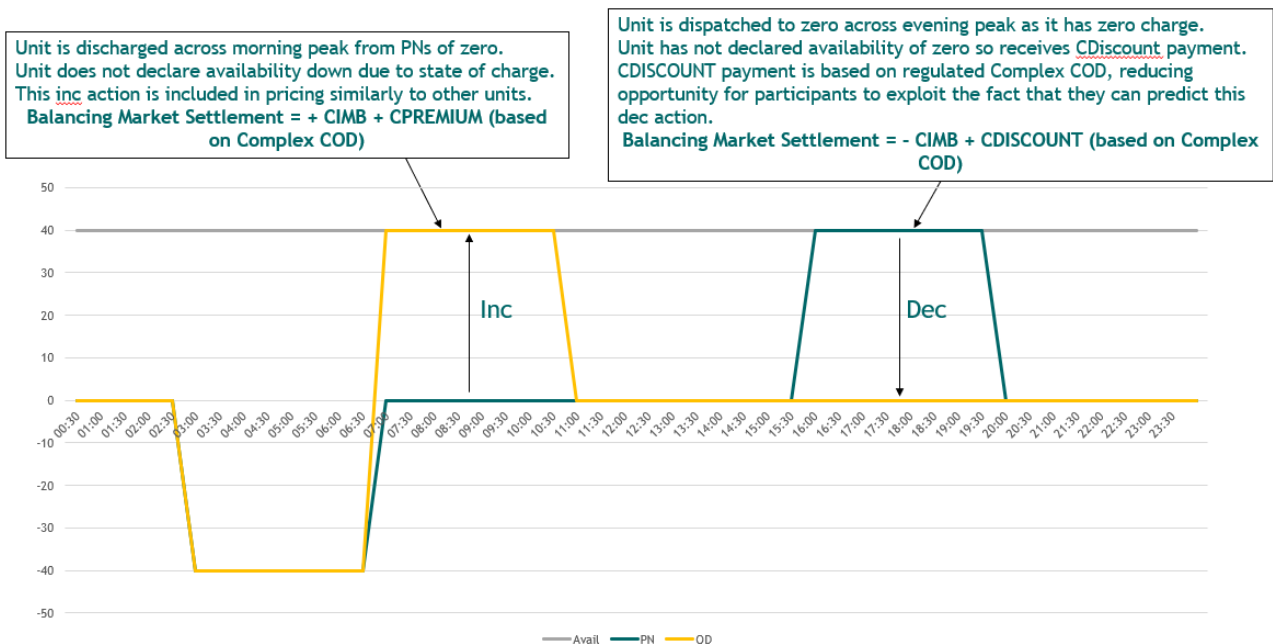 Unit is discharged across morning peak from PNs of zero.
Unit does not declare availability down due to state of charge.
This inc action is included in pricing similarly to other units.
Balancing Market Settlement = + CIMB + CPREMIUM (based
on Complex COD)
Unit is dispatched to zero across evening peak as it has zero charge.
Unit has not declared availability of zero so receives CDiscount payment.
CDISCOUNT payment is based on regulated Complex COD, reducing
opportunity for participants to exploit the fact that they can predict this
dec action.
Balancing Market Settlement = - CIMB + CDISCOUNT (based on Complex
COD)
50
40
30
20
10
0
-10
-20
-30
-40
-50
Inc
Dec
00:30 01:00 01:30 02:00 02:30 03:00 03:30 04:00 04:30 05:00 05:30 06:00 06:30 07:00 07:30 08:00 08:30 09:00 09:30 10:00 10:30 11:00 11:30 12:00 12:30 13:00 13:30 14:00 14:30 15:00 15:30 16:00 16:30 17:00 17:30 18:00 18:30 19:00 19:30 20:00 20:30 21:00 21:30 22:00 22:30 23:00 23:30
Avail PN QD